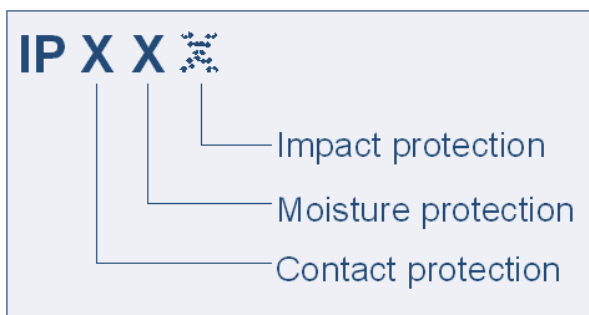 IP X X X
Impact protection
Moisture protection
Contact protection